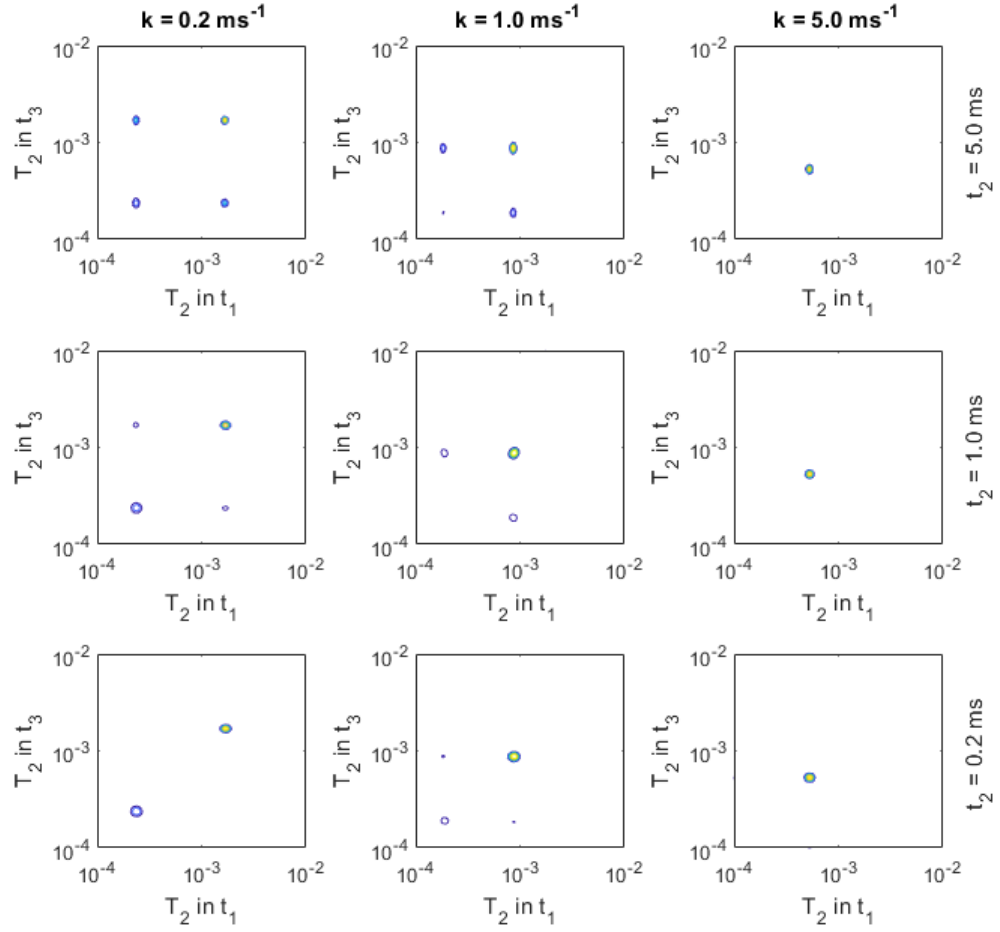 k = 0.2 ms⁻¹
k = 1.0 ms⁻¹
k = 5.0 ms⁻¹
10⁻²
10⁻³
10⁻⁴
T₂ in t₃
10⁻⁴ 10⁻³ 10⁻²
T₂ in t₁
10⁻²
10⁻³
10⁻⁴
T₂ in t₃
10⁻⁴ 10⁻³ 10⁻²
T₂ in t₁
10⁻²
10⁻³
10⁻⁴
T₂ in t₃
10⁻⁴ 10⁻³ 10⁻²
T₂ in t₁
t₂ = 5.0 ms
10⁻²
10⁻³
10⁻⁴
T₂ in t₃
10⁻⁴ 10⁻³ 10⁻²
T₂ in t₁
10⁻²
10⁻³
10⁻⁴
T₂ in t₃
10⁻⁴ 10⁻³ 10⁻²
T₂ in t₁
10⁻²
10⁻³
10⁻⁴
T₂ in t₃
10⁻⁴ 10⁻³ 10⁻²
T₂ in t₁
t₂ = 1.0 ms
10⁻²
10⁻³
10⁻⁴
T₂ in t₃
10⁻⁴ 10⁻³ 10⁻²
T₂ in t₁
10⁻²
10⁻³
10⁻⁴
T₂ in t₃
10⁻⁴ 10⁻³ 10⁻²
T₂ in t₁
10⁻²
10⁻³
10⁻⁴
T₂ in t₃
10⁻⁴ 10⁻³ 10⁻²
T₂ in t₁
t₂ = 0.2 ms